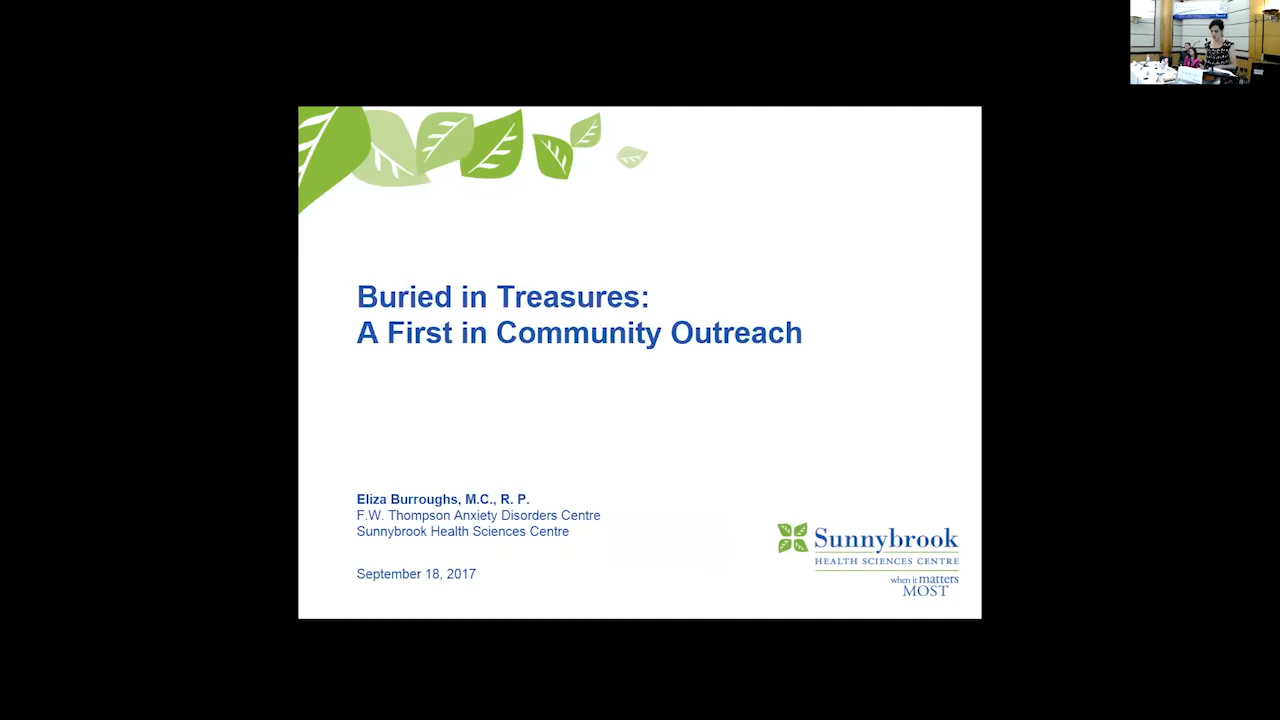 Buried in Treasures:
A First in Community Outreach
Eliza Burroughs, M.C., R. P.
F.W. Thompson Anxiety Disorders Centre
Sunnybrook Health Sciences Centre
September 18, 2017
Sunnybrook
HEALTH SCIENCES CENTRE
when it matters
MOST